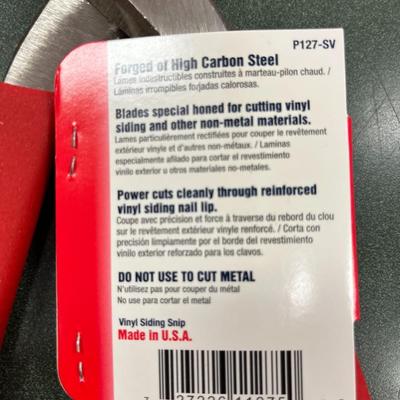 P127-SV
Forged of High Carbon Steel
Lames indestructibles construites à marteau-pilon chaud. /
Láminas irrompibles forjadas calorosas.
Blades special honed for cutting vinyl
siding and other non-metal materials.
Lames particulièrement rectifiées pour couper le revêtement
extérieur vinyle et d'autres non-métaux. / Laminas
especialmente afilado para cortar el revestimiento
vinilo exterior u otros materiales no-metales.
Power cuts cleanly through reinforced
vinyl siding nail lip.
Coupe avec précision et force à traverse du rebord du clou
sur le revêtement extérieur vinyle renforcé. / Corta con
precisión limpiamente por el borde del revestimiento
vinilo exterior reforzado para los clavos.
DO NOT USE TO CUT METAL
N'utilisez pas pour couper du métal
No use para cortar el metal
Vinyl Siding Snip
Made in U.S.A.